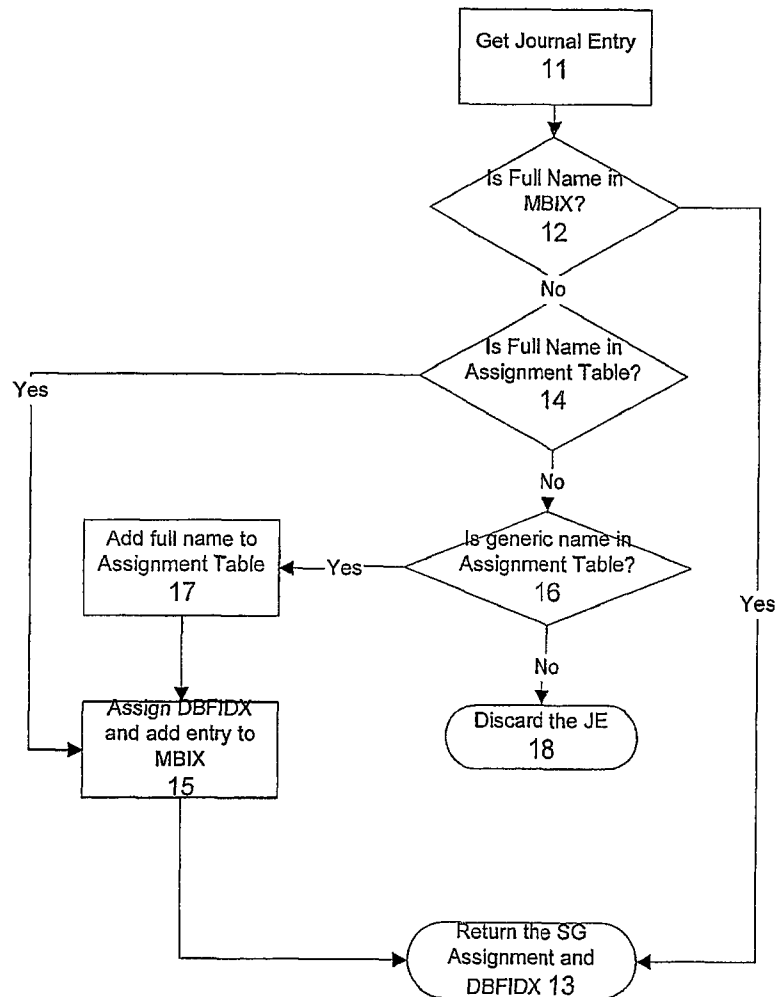 Get Journal Entry
11
Is Full Name in
MBIX?
12
No
Is Full Name in
Assignment Table?
14
Yes
No
Add full name to
Assignment Table
17
Yes
Is generic name in
Assignment Table?
16
Yes
No
Assign DBFIDX
and add entry to
MBIX
15
Discard the JE
18
Return the SG
Assignment and
DBFIDX 13